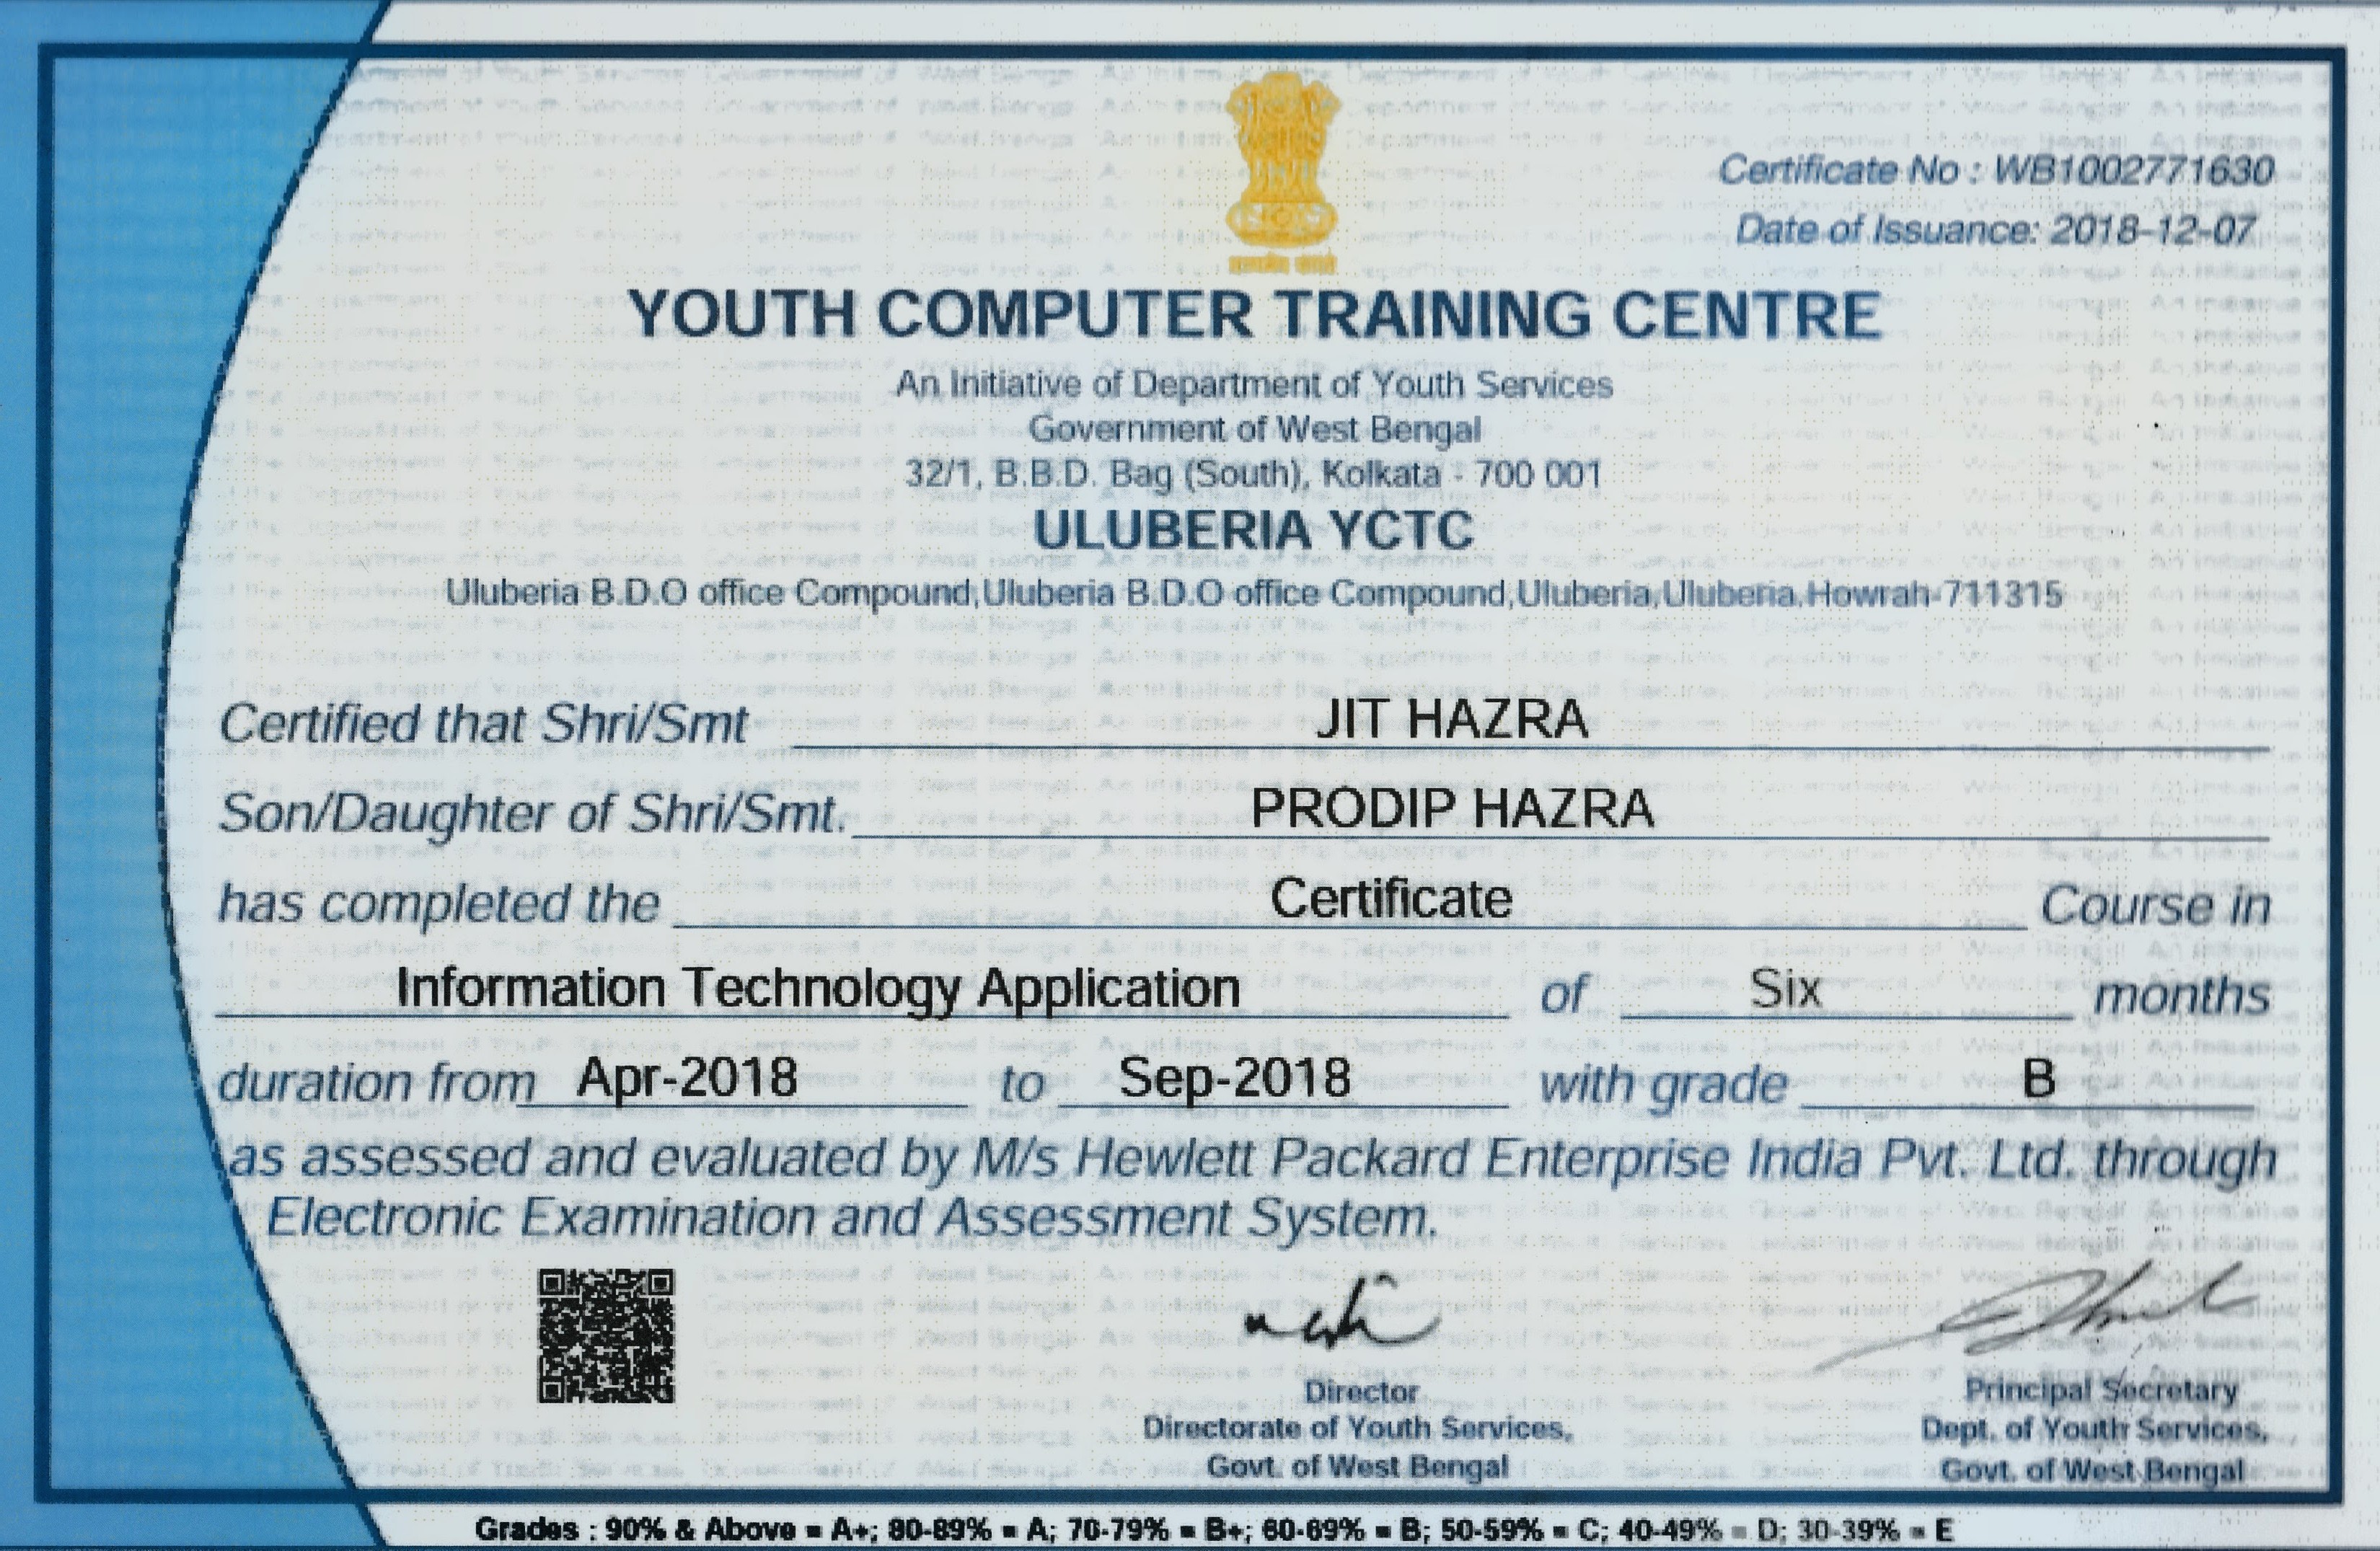 Certificate No : WB1002771630
Date of Issuance: 2018-12-07
YOUTH COMPUTER TRAINING CENTRE
An Initiative of Department of Youth Services
Government of West Bengal
32/1, B.B.D. Bag (South), Kolkata - 700 001
ULUBERIA YCTC
Uluberia B.D.O office Compound,Uluberia B.D.O office Compound,Uluberia,Uluberia,Howrah-711315
Certified that Shri/Smt JIT HAZRA
Son/Daughter of Shri/Smt. PRODIP HAZRA
has completed the Certificate Course in
Information Technology Application of Six months
duration from Apr-2018 to Sep-2018 with grade B
as assessed and evaluated by M/s Hewlett Packard Enterprise India Pvt. Ltd. through
Electronic Examination and Assessment System.
Director
Directorate of Youth Services,
Govt. of West Bengal
Principal Secretary
Dept. of Youth Services,
Govt. of West Bengal
Grades : 90% & Above = A+; 80-89% = A; 70-79% = B+; 60-69% = B; 50-59% = C; 40-49% = D; 30-39% = E